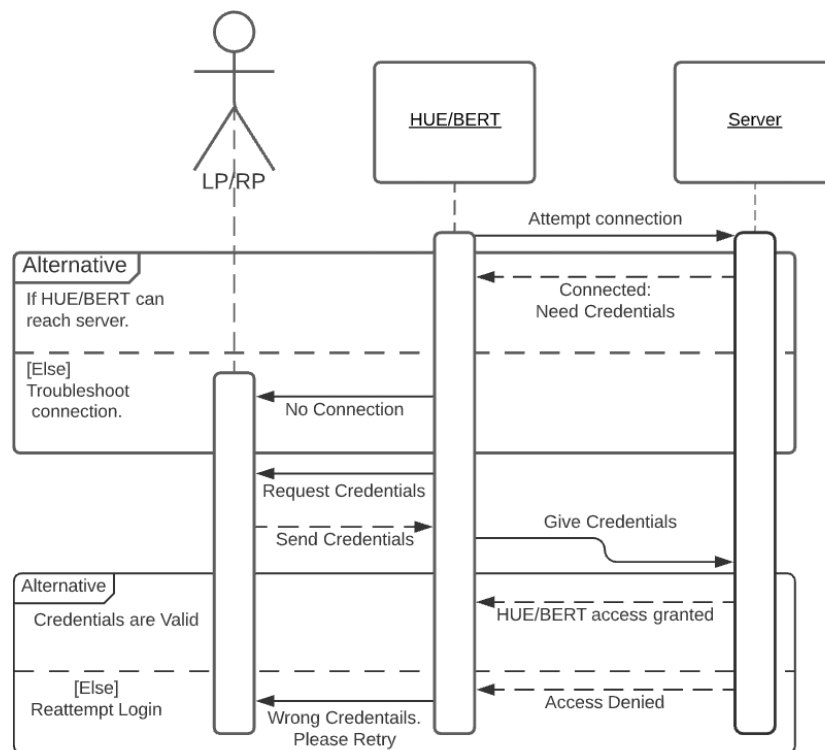 LP/RP
HUE/BERT
Server
Attempt connection
Alternative
If HUE/BERT can
reach server.
Connected:
Need Credentials
[Else]
Troubleshoot
connection.
No Connection
Request Credentials
Send Credentials
Give Credentials
Alternative
Credentials are Valid
HUE/BERT access granted
[Else]
Reattempt Login
Access Denied
Wrong Credentails.
Please Retry